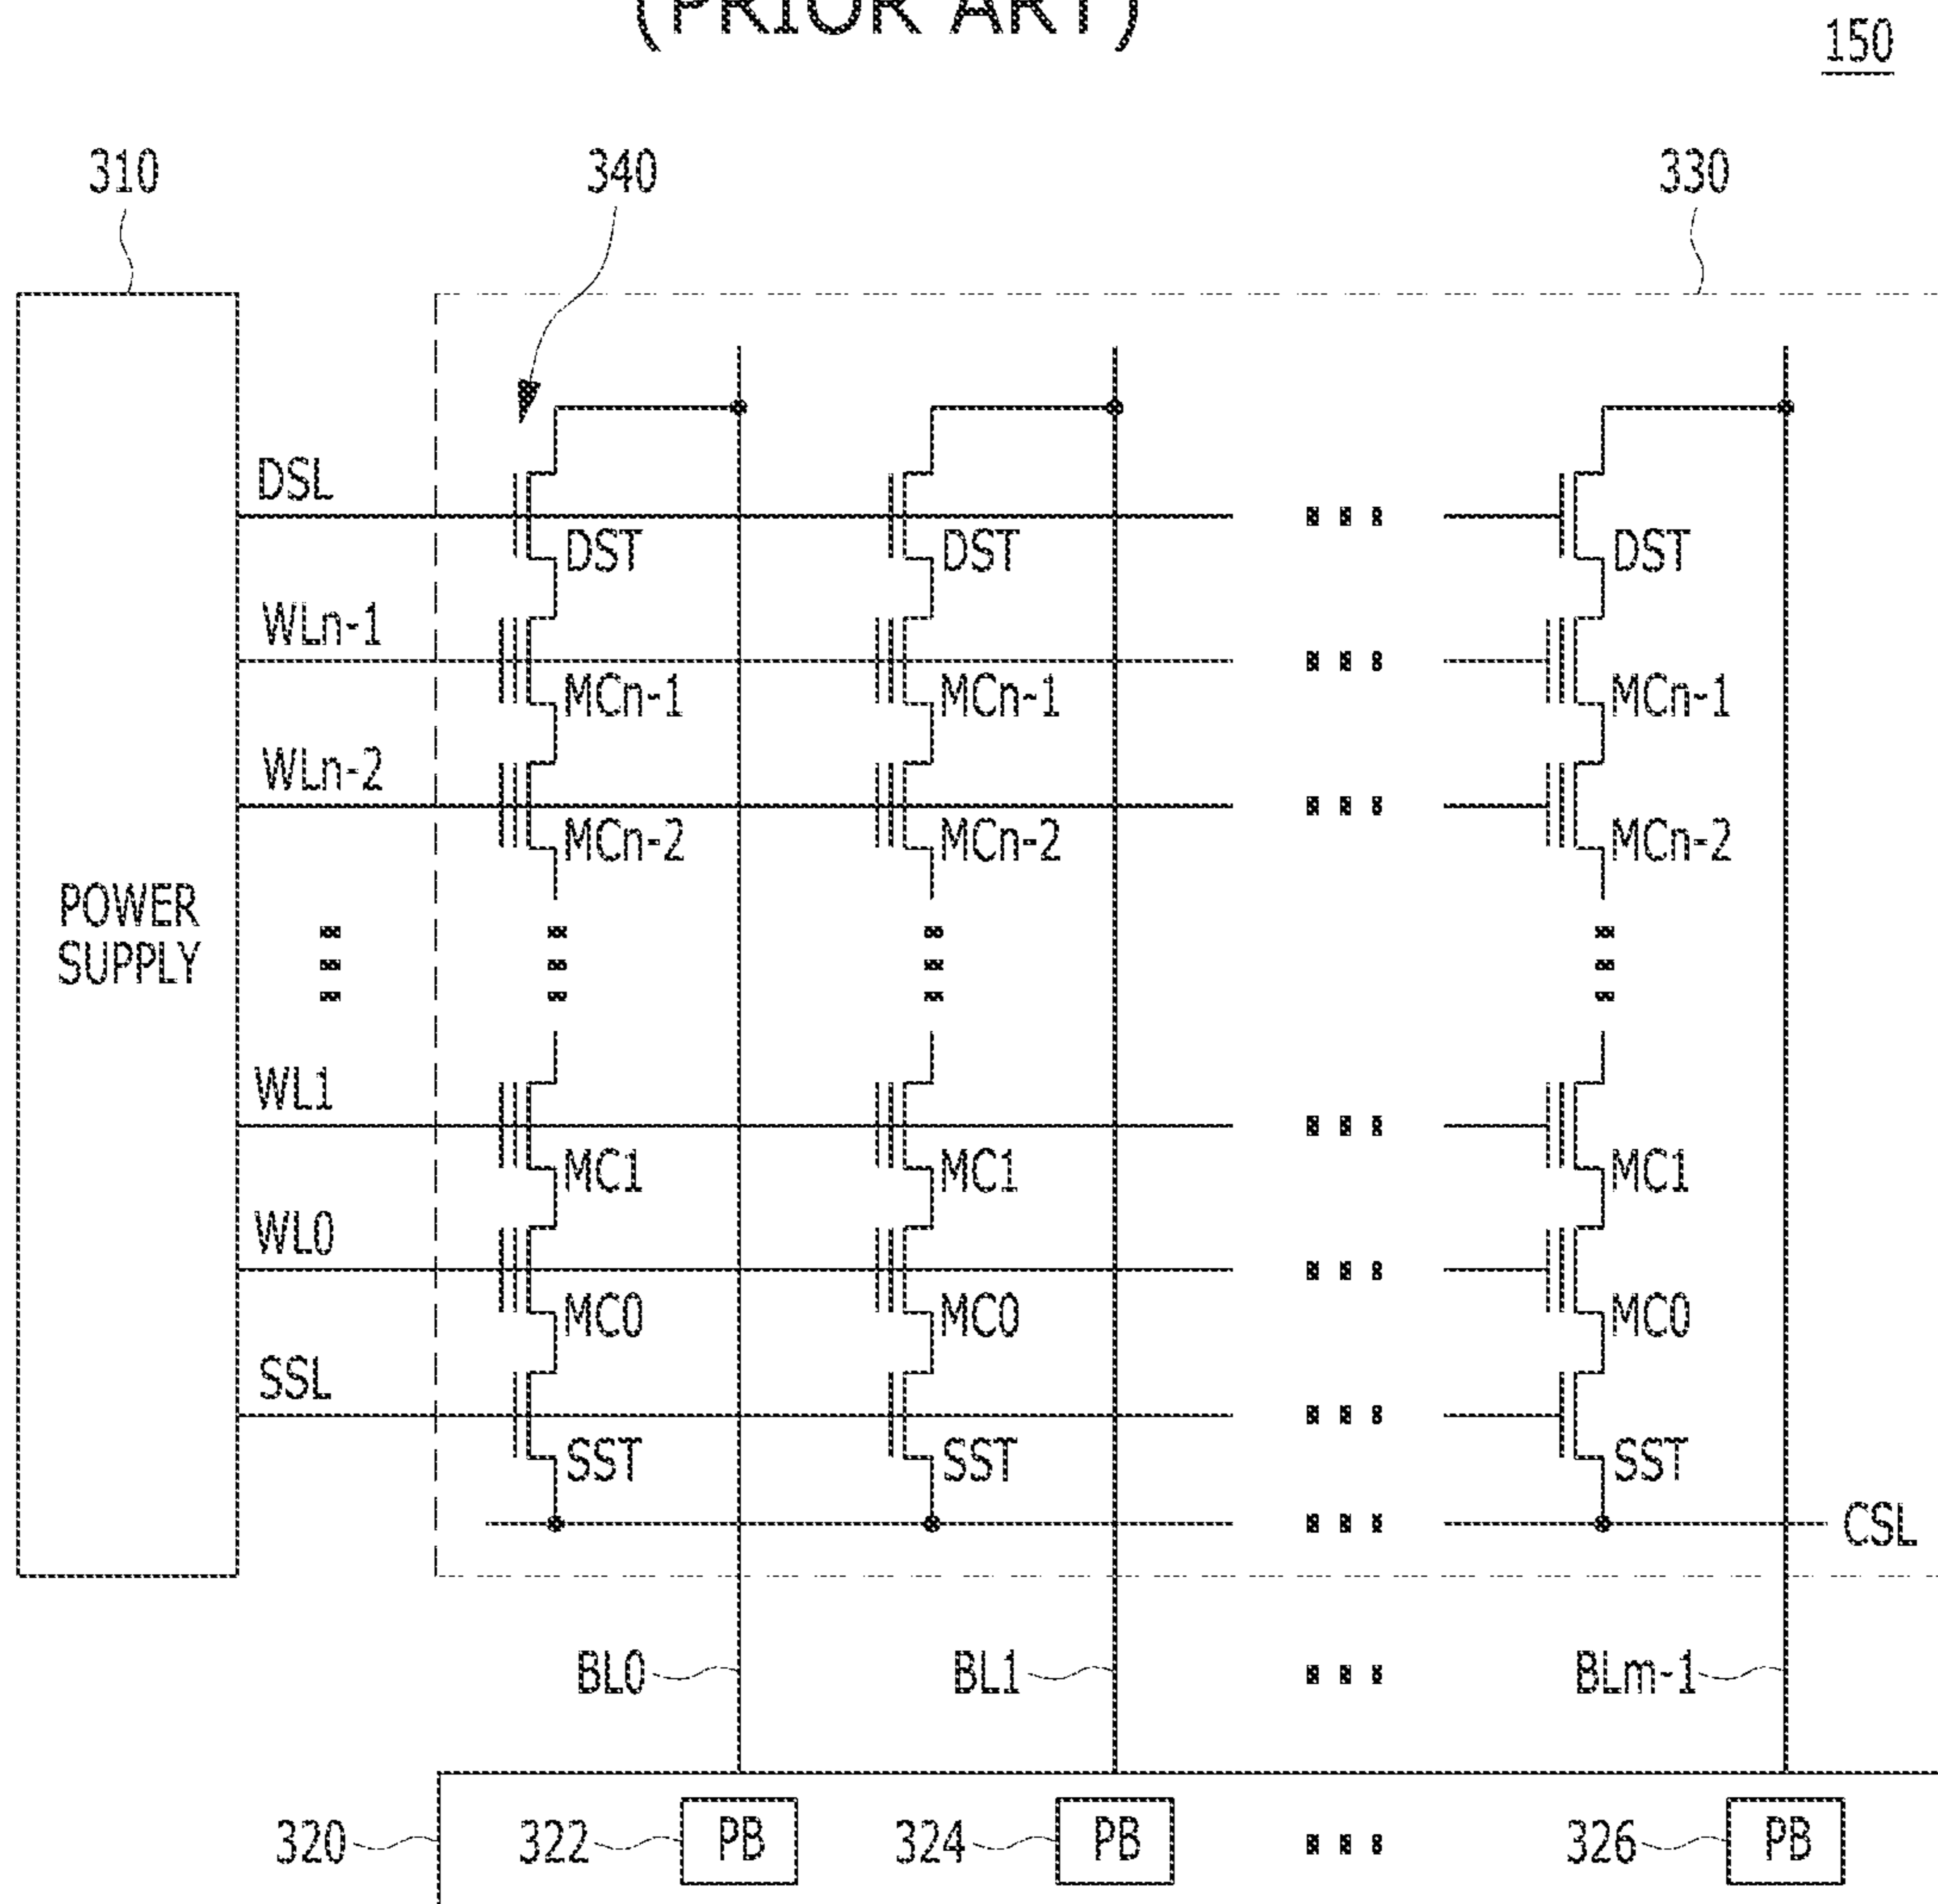 (PRIOR ART)
150
310
340
330
DSL
DST DST DST
WLn-1
MCn-1 MCn-1 MCn-1
WLn-2
MCn-2 MCn-2 MCn-2
POWER
SUPPLY
WL1
MC1 MC1 MC1
WL0
MC0 MC0 MC0
SSL
SST SST SST
CSL
BL0 BL1 BLm-1
320 322 PB 324 PB 326 PB